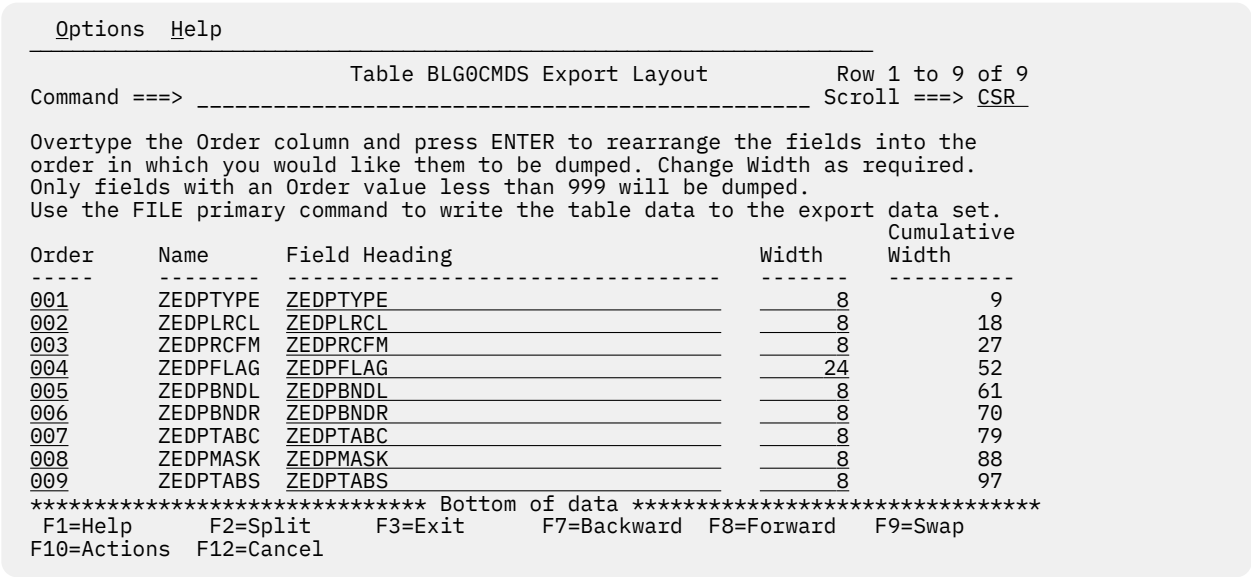 Options Help
Table BLG0CMDS Export Layout Row 1 to 9 of 9
Command ===> ________________________________________________ Scroll ===> CSR
Overtype the Order column and press ENTER to rearrange the fields into the
order in which you would like them to be dumped. Change Width as required.
Only fields with an Order value less than 999 will be dumped.
Use the FILE primary command to write the table data to the export data set.
Cumulative
Order Name Field Heading Width Width
----- -------- ---------------------------------- ------- ----------
001 ZEDPTYPE ZEDPTYPE 8 9
002 ZEDPLRCL ZEDPLRCL 8 18
003 ZEDPRCFM ZEDPRCFM 8 27
004 ZEDPFLAG ZEDPFLAG 24 52
005 ZEDPBNDL ZEDPBNDL 8 61
006 ZEDPBNDR ZEDPBNDR 8 70
007 ZEDPTABC ZEDPTABC 8 79
008 ZEDPMASK ZEDPMASK 8 88
009 ZEDPTABS ZEDPTABS 8 97
******************************* Bottom of data ********************************
F1=Help F2=Split F3=Exit F7=Backward F8=Forward F9=Swap
F10=Actions F12=Cancel